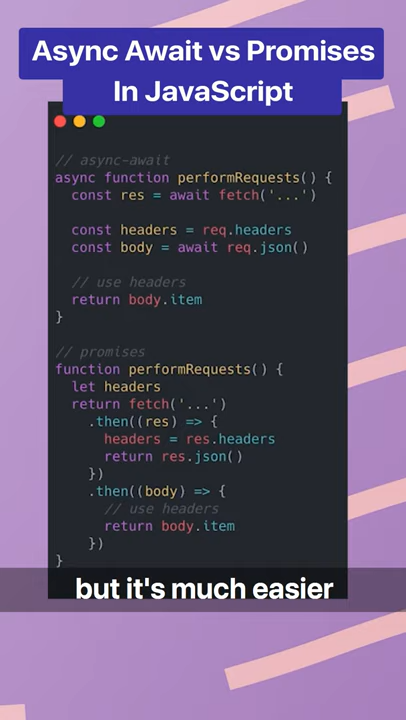 Async Await vs Promises
In JavaScript
// async-await
async function performRequests() {
const res = await fetch('...')
const headers = req.headers
const body = await req.json()
// use headers
return body.item
}
// promises
function performRequests() {
let headers
return fetch('...')
.then((res) => {
headers = res.headers
return res.json()
})
.then((body) => {
// use headers
return body.item
})
}
but it's much easier